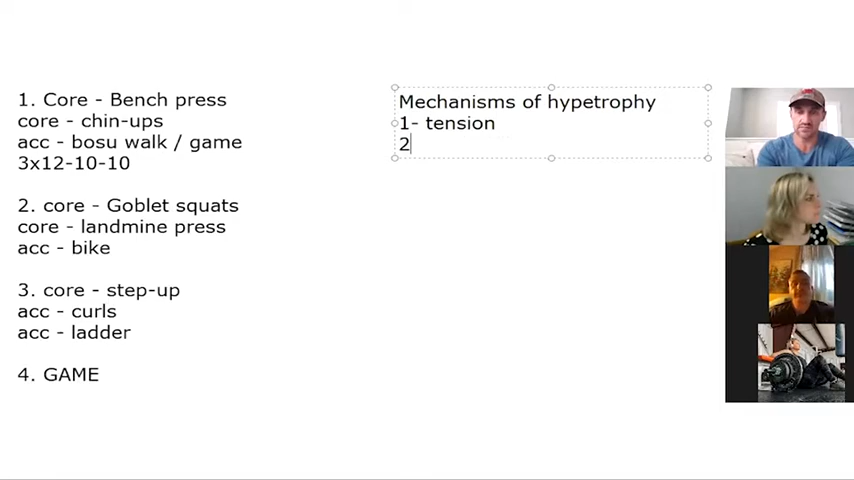 1. Core - Bench press
core - chin-ups
acc - bosu walk / game
3x12-10-10
2. core - Goblet squats
core - landmine press
acc - bike
3. core - step-up
acc - curls
acc - ladder
4. GAME
Mechanisms of hypetrophy
1- tension
2